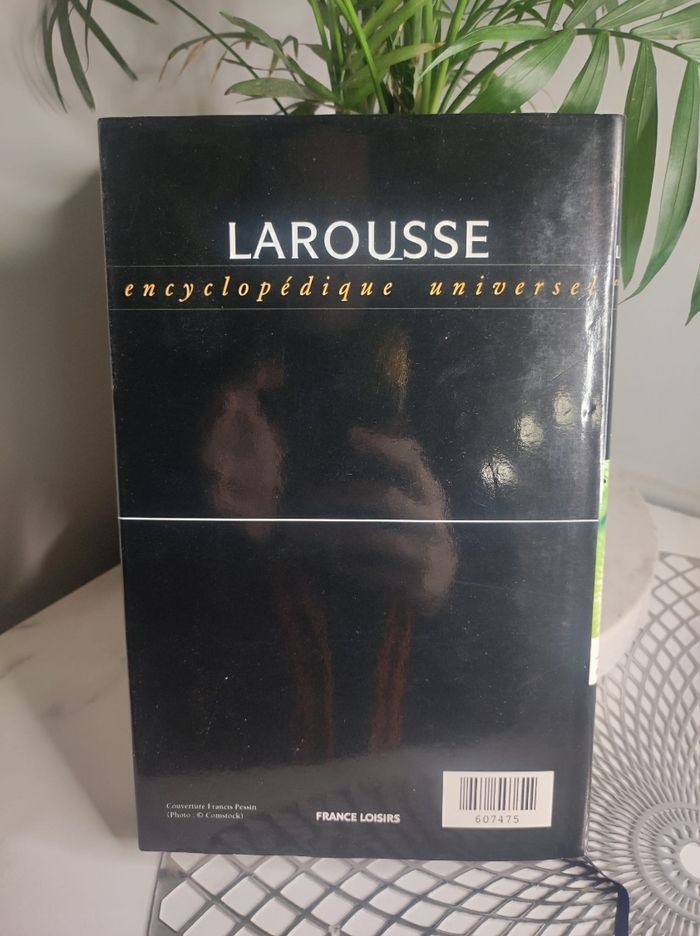 LAROUSSE
encyclopédique universel
Couverture Francis Pessin
(Photo : © Comstock)
FRANCE LOISIRS
607475